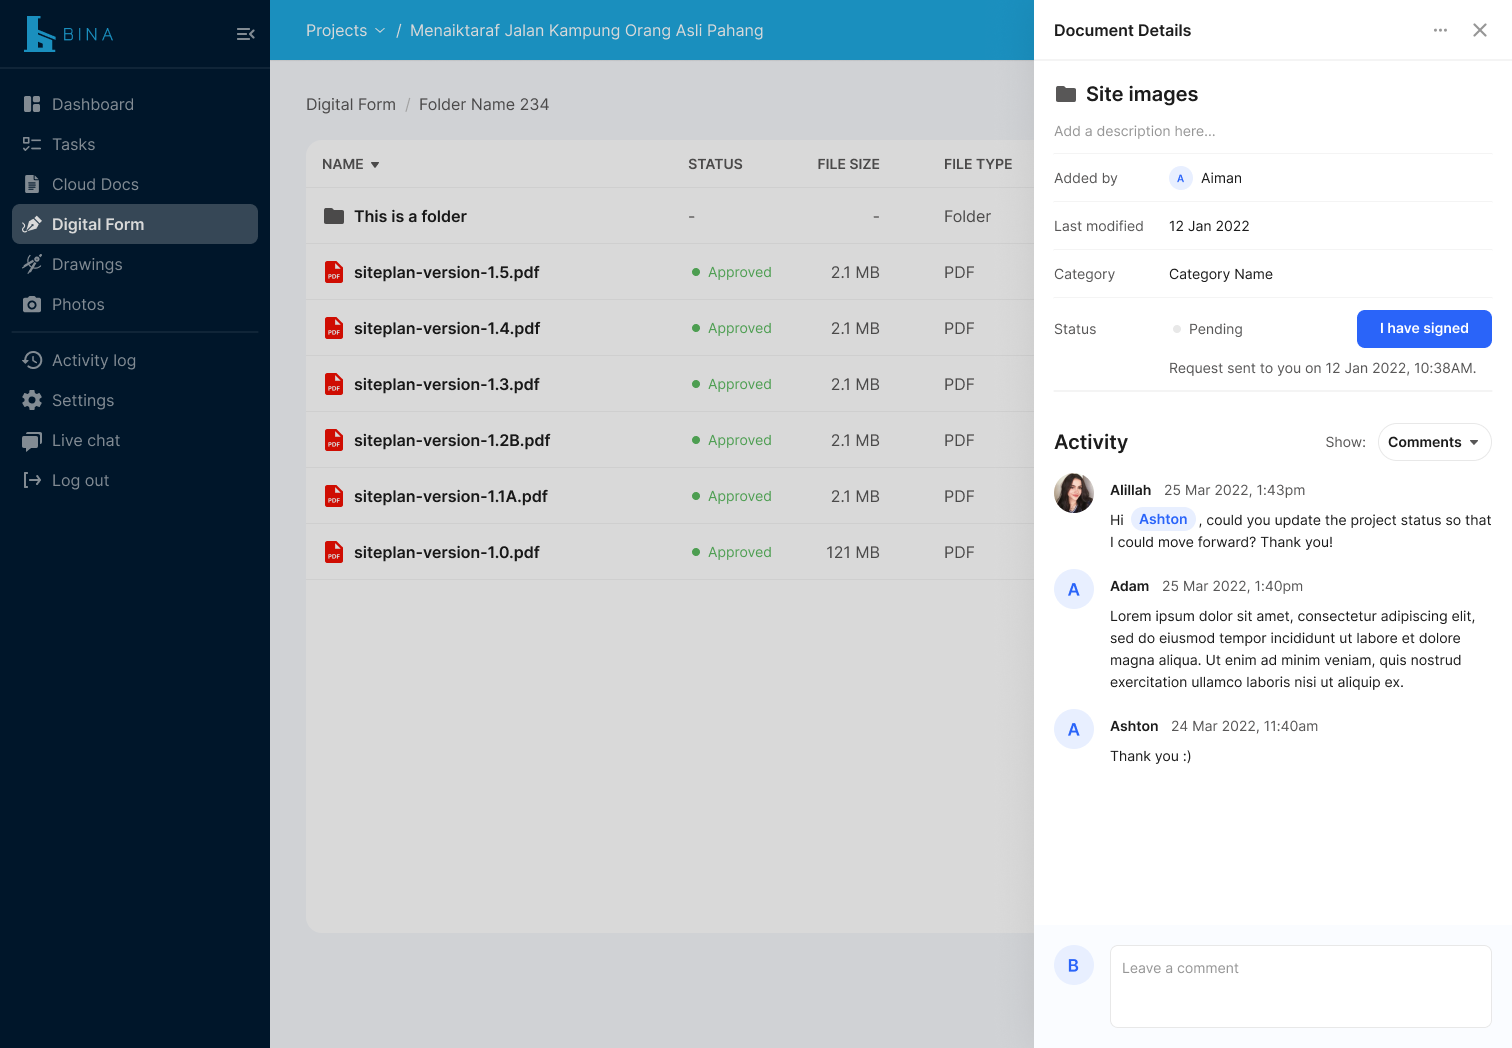 BINA
Dashboard
Tasks
Cloud Docs
Digital Form
Drawings
Photos
Activity log
Settings
Live chat
Log out
Projects / Menaiktaraf Jalan Kampung Orang Asli Pahang
Digital Form / Folder Name 234
NAME STATUS FILE SIZE FILE TYPE
This is a folder - - Folder
PDF siteplan-version-1.5.pdf Approved 2.1 MB PDF
PDF siteplan-version-1.4.pdf Approved 2.1 MB PDF
PDF siteplan-version-1.3.pdf Approved 2.1 MB PDF
PDF siteplan-version-1.2B.pdf Approved 2.1 MB PDF
PDF siteplan-version-1.1A.pdf Approved 2.1 MB PDF
PDF siteplan-version-1.0.pdf Approved 121 MB PDF
Document Details
Site images
Add a description here...
Added by A Aiman
Last modified 12 Jan 2022
Category Category Name
Status Pending I have signed
Request sent to you on 12 Jan 2022, 10:38AM.
Activity Show: Comments
Alillah 25 Mar 2022, 1:43pm
Hi Ashton , could you update the project status so that
I could move forward? Thank you!
A Adam 25 Mar 2022, 1:40pm
Lorem ipsum dolor sit amet, consectetur adipiscing elit,
sed do eiusmod tempor incididunt ut labore et dolore
magna aliqua. Ut enim ad minim veniam, quis nostrud
exercitation ullamco laboris nisi ut aliquip ex.
A Ashton 24 Mar 2022, 11:40am
Thank you :)
B Leave a comment